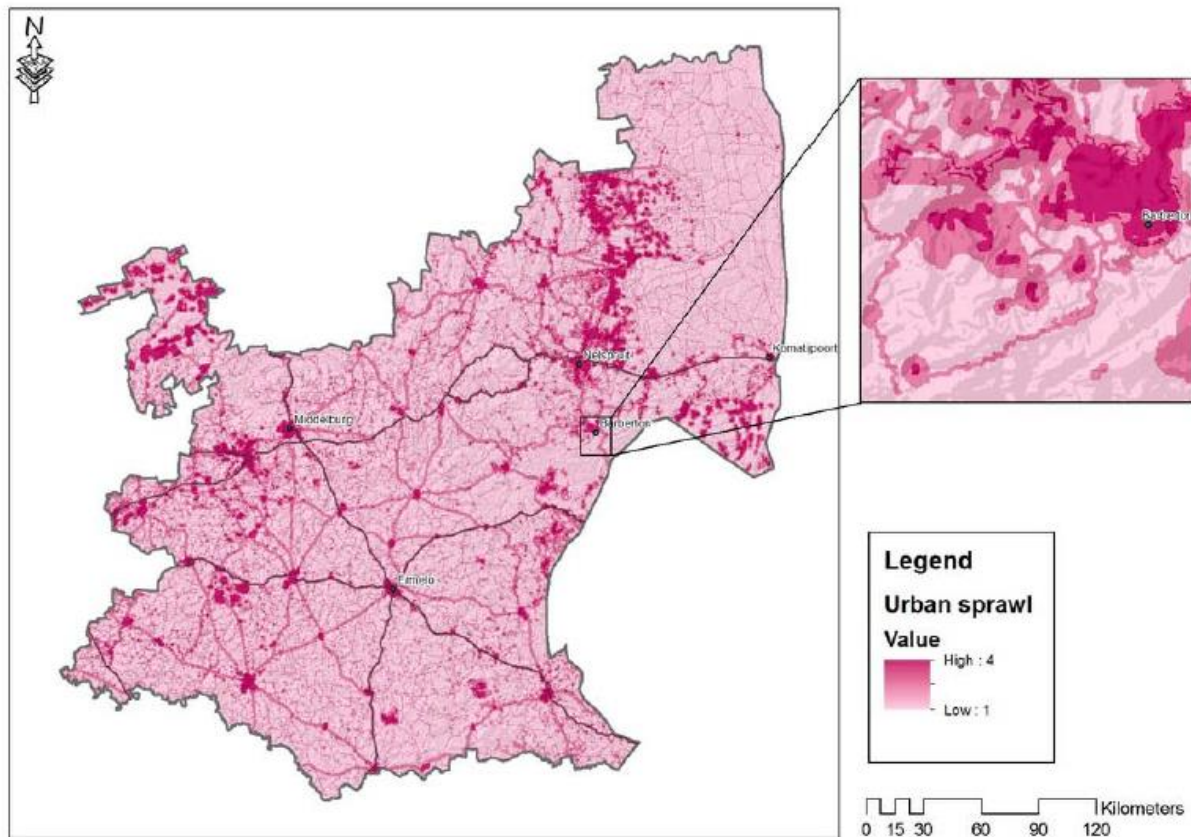 N
Nelspruit
Komatipoort
Middelburg
Barberton
Ermelo
Barberton
Legend
Urban sprawl
Value
High : 4
Low : 1
Kilometers
0 15 30 60 90 120